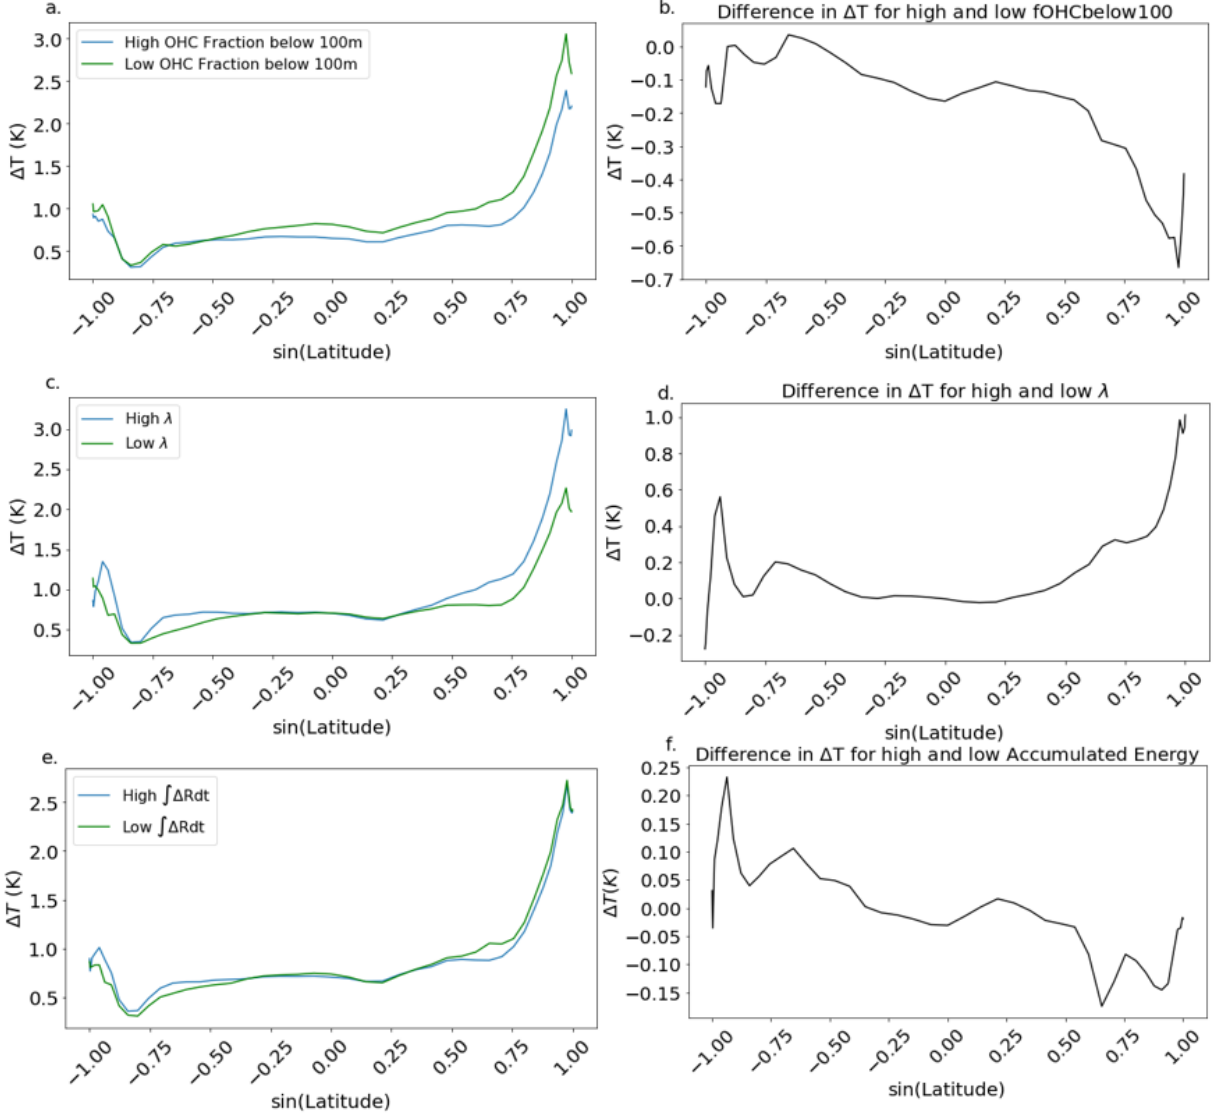 a.
High OHC Fraction below 100m
Low OHC Fraction below 100m
ΔT (K)
3.0
2.5
2.0
1.5
1.0
0.5
−1.00 −0.75 −0.50 −0.25 0.00 0.25 0.50 0.75 1.00
sin(Latitude)
b.
Difference in ΔT for high and low fOHCbelow100
ΔT (K)
0.0
−0.1
−0.2
−0.3
−0.4
−0.5
−0.6
−0.7
−1.00 −0.75 −0.50 −0.25 0.00 0.25 0.50 0.75 1.00
sin(Latitude)
c.
High λ
Low λ
ΔT (K)
3.0
2.5
2.0
1.5
1.0
0.5
−1.00 −0.75 −0.50 −0.25 0.00 0.25 0.50 0.75 1.00
sin(Latitude)
d.
Difference in ΔT for high and low λ
ΔT (K)
1.0
0.8
0.6
0.4
0.2
0.0
−0.2
−1.00 −0.75 −0.50 −0.25 0.00 0.25 0.50 0.75 1.00
sin(Latitude)
e.
High ∫ΔRdt
Low ∫ΔRdt
ΔT (K)
2.5
2.0
1.5
1.0
0.5
−1.00 −0.75 −0.50 −0.25 0.00 0.25 0.50 0.75 1.00
sin(Latitude)
f.
Difference in ΔT for high and low Accumulated Energy
ΔT(K)
0.25
0.20
0.15
0.10
0.05
0.00
−0.05
−0.10
−0.15
−1.00 −0.75 −0.50 −0.25 0.00 0.25 0.50 0.75 1.00
sin(Latitude)